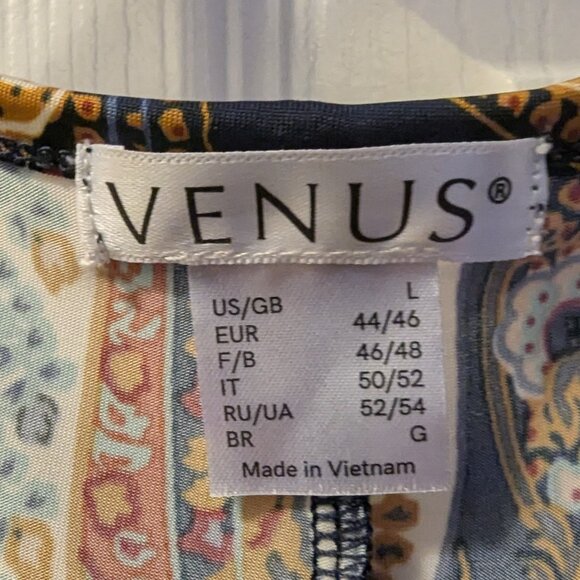 VENUS®
US/GB L
EUR 44/46
F/B 46/48
IT 50/52
RU/UA 52/54
BR G
Made in Vietnam